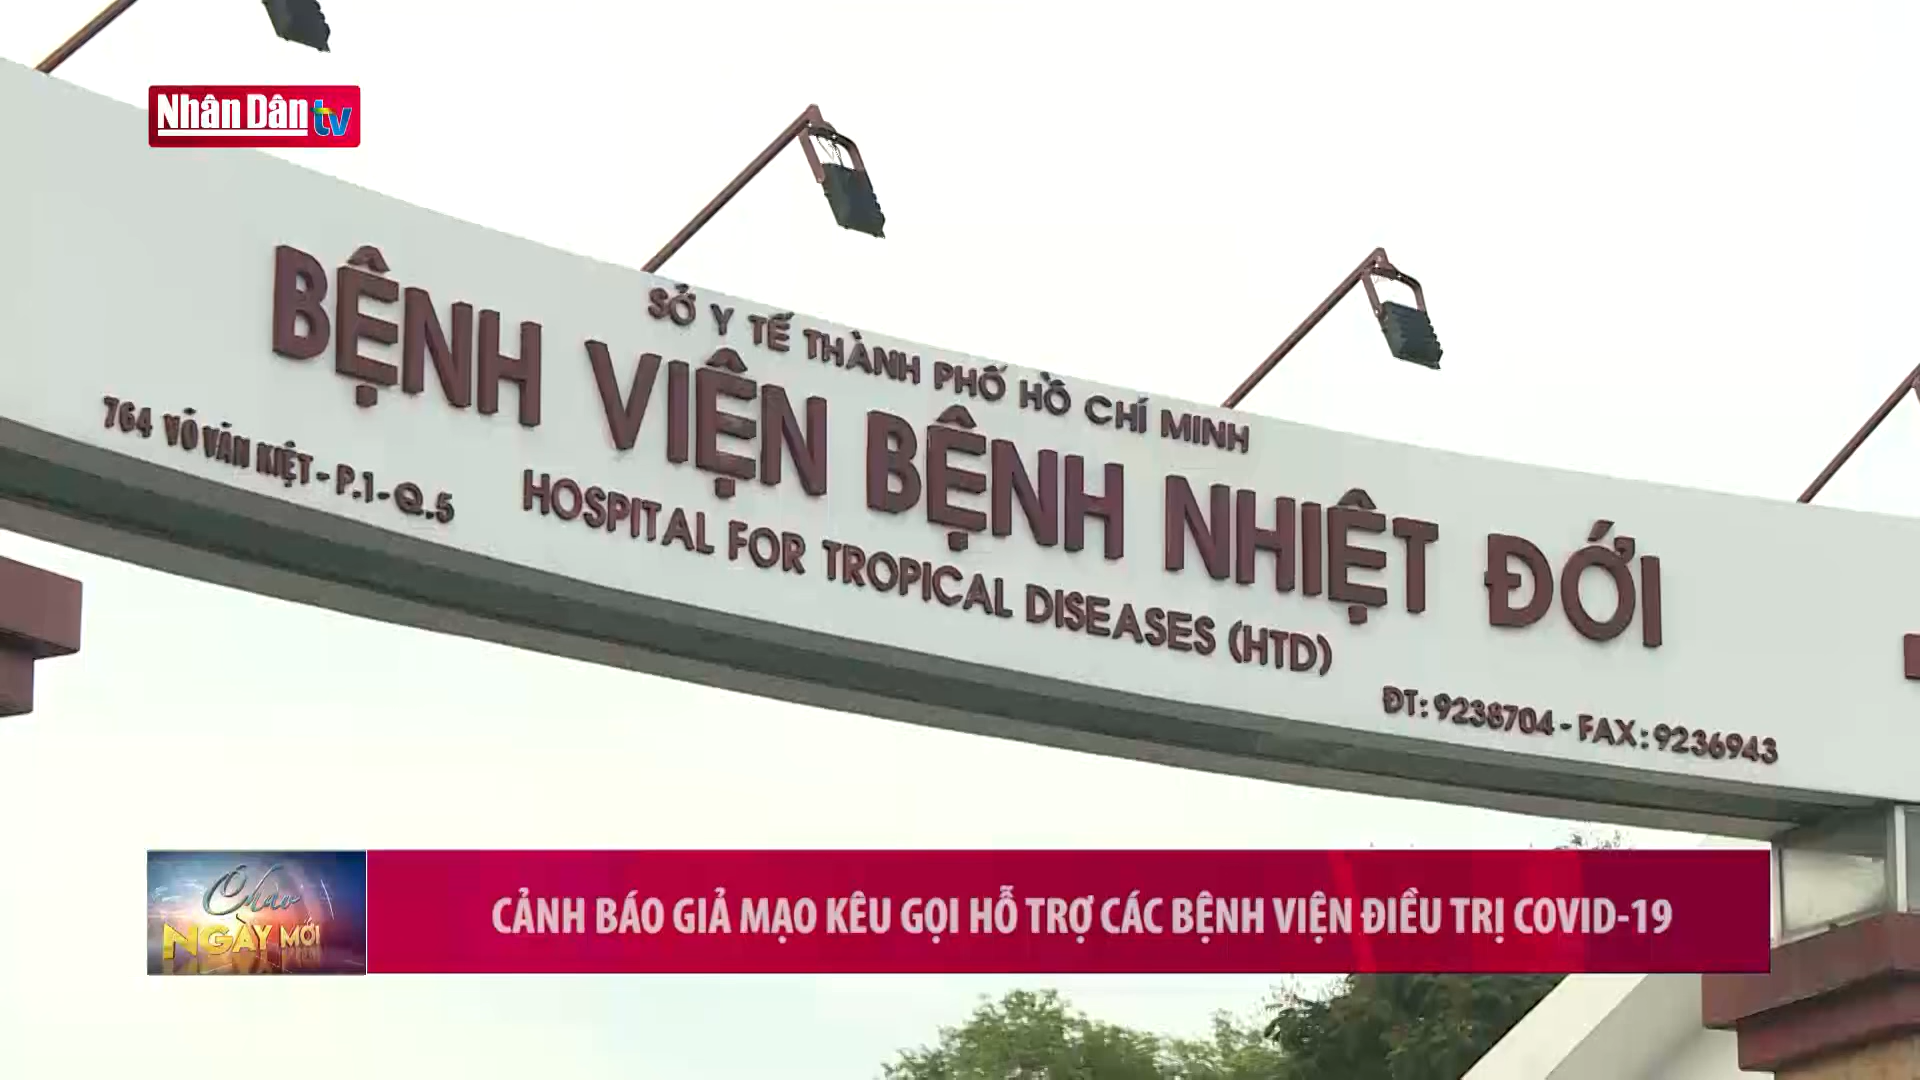 Nhân Dân tv
SỞ Y TẾ THÀNH PHỐ HỒ CHÍ MINH
BỆNH VIỆN BỆNH NHIỆT ĐỚI
764 VÕ VĂN KIỆT - P.1 - Q.5
HOSPITAL FOR TROPICAL DISEASES (HTD)
ĐT: 9238704 - FAX: 9236943
Chào
NGÀY MỚI
CẢNH BÁO GIẢ MẠO KÊU GỌI HỖ TRỢ CÁC BỆNH VIỆN ĐIỀU TRỊ COVID-19